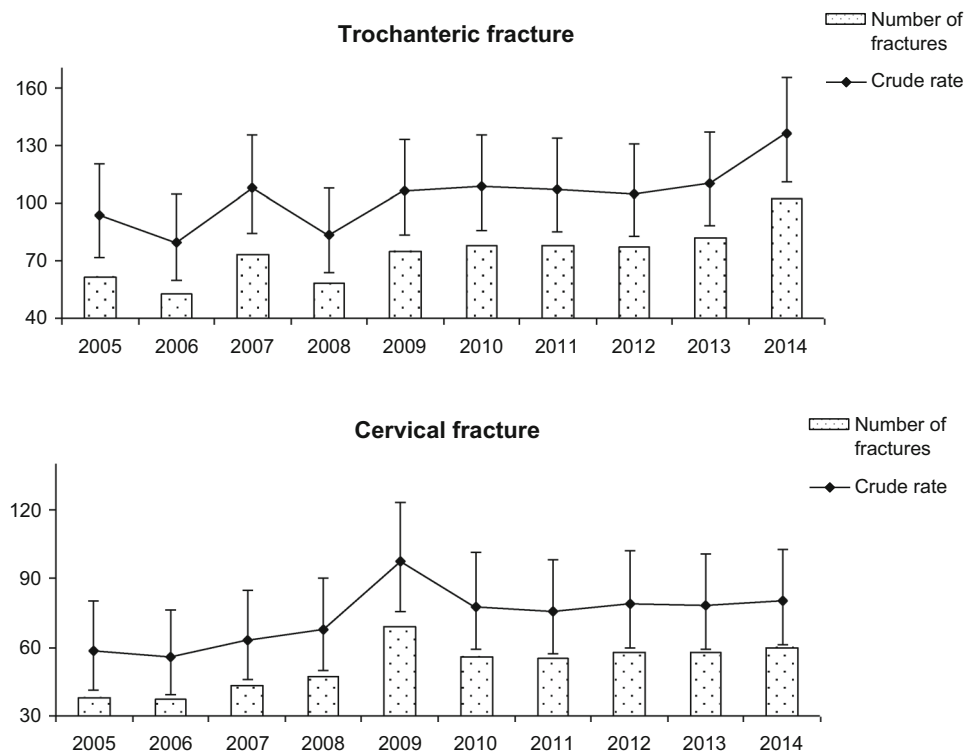 Trochanteric fracture
Number of
fractures
Crude rate
160
130
100
70
40
2005 2006 2007 2008 2009 2010 2011 2012 2013 2014
Cervical fracture
Number of
fractures
Crude rate
120
90
60
30
2005 2006 2007 2008 2009 2010 2011 2012 2013 2014